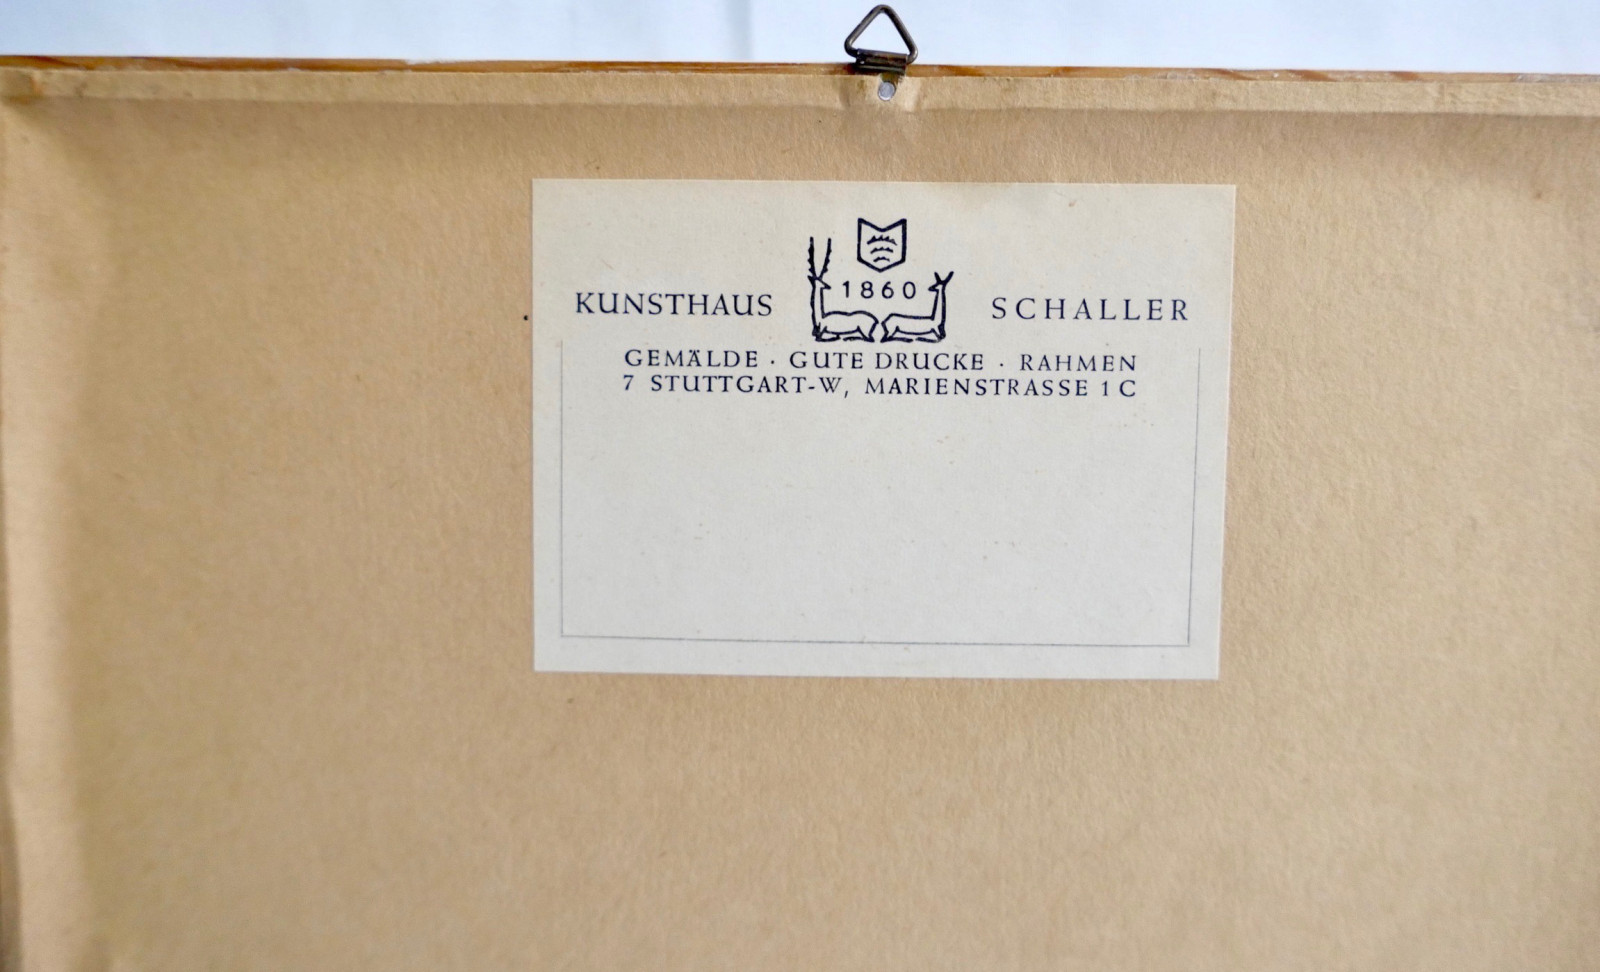 1860
KUNSTHAUS SCHALLER
GEMÄLDE · GUTE DRUCKE · RAHMEN
7 STUTTGART-W, MARIENSTRASSE 1 C